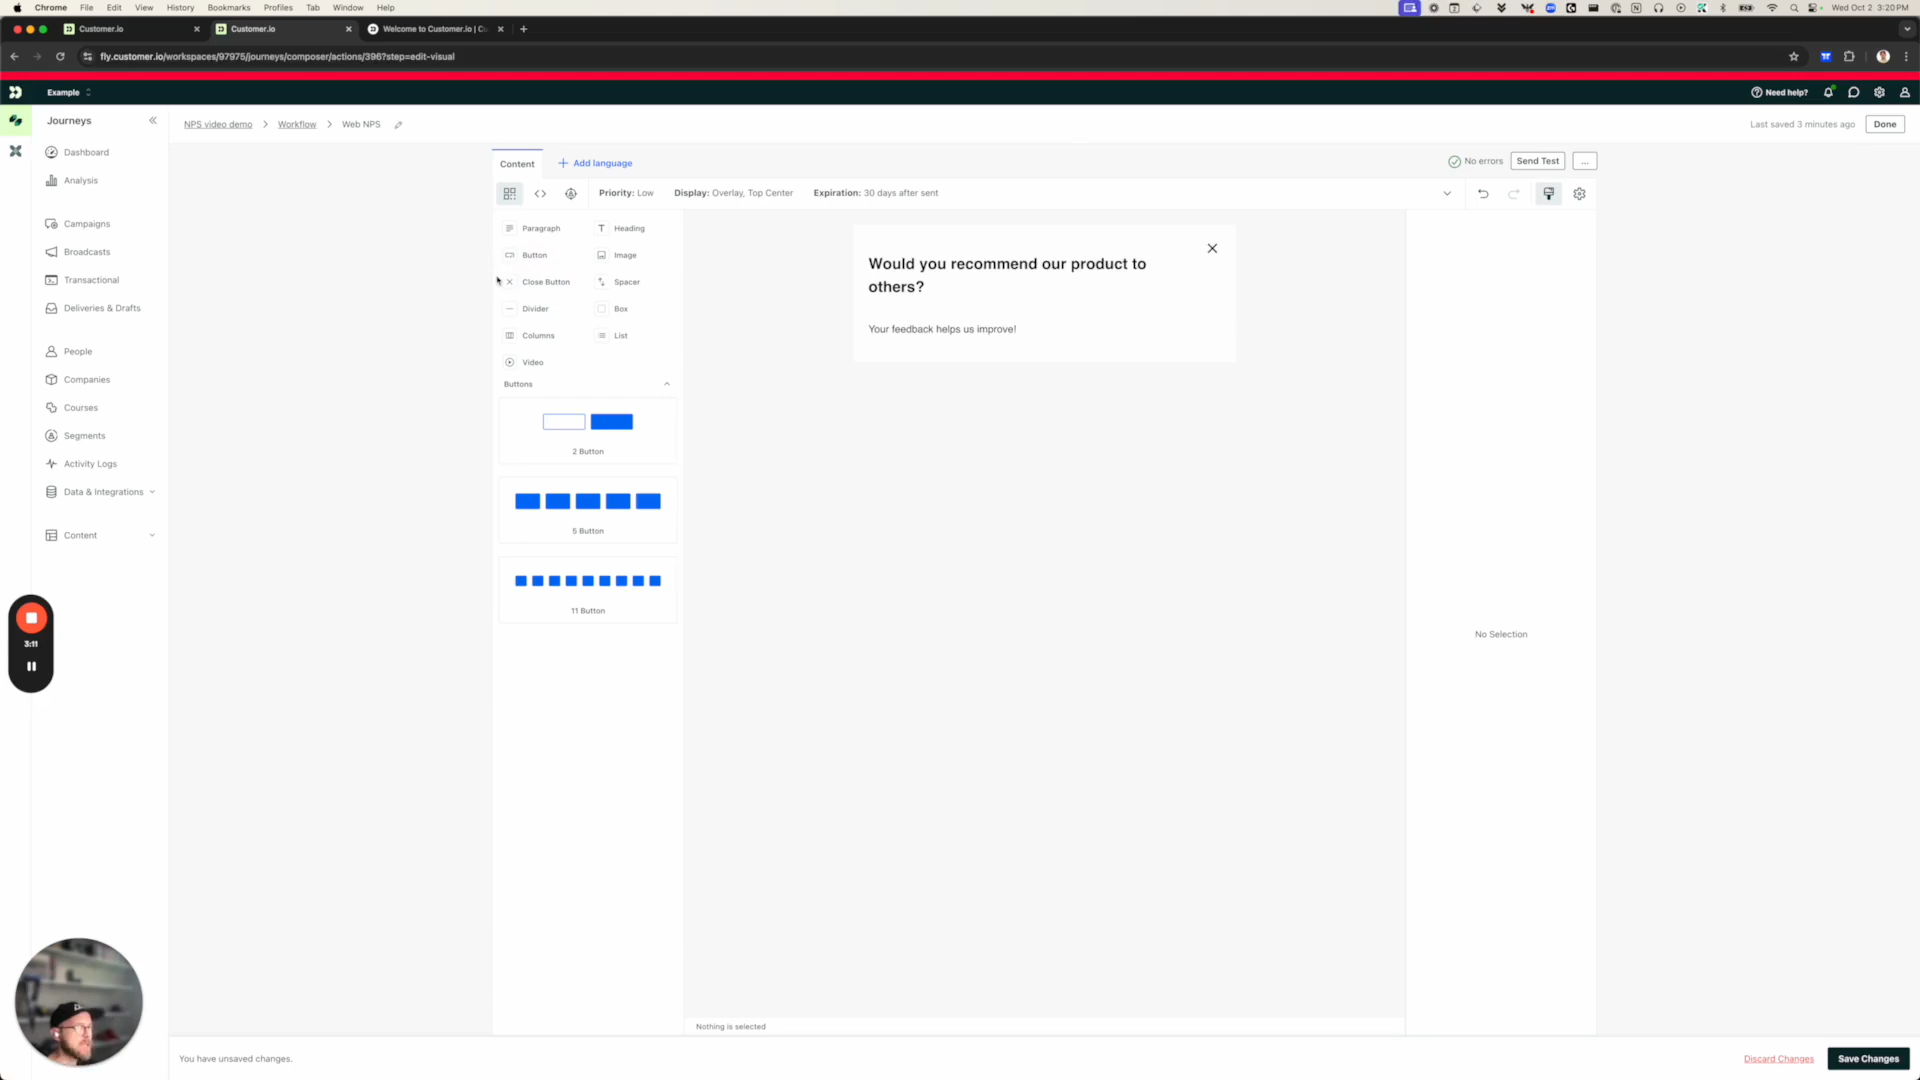 Chrome File Edit View History Bookmarks Profiles Tab Window Help
Wed Oct 2 3:20 PM
Customer.io
Customer.io
Welcome to Customer.io | Cu
fly.customer.io/workspaces/97975/journeys/composer/actions/396?step=edit-visual
Example
Need help?
Journeys
NPS video demo > Workflow > Web NPS
Last saved 3 minutes ago
Done
Dashboard
Analysis
Campaigns
Broadcasts
Transactional
Deliveries & Drafts
People
Companies
Courses
Segments
Activity Logs
Data & Integrations
Content
3:11
Content
+ Add language
No errors
Send Test
...
Priority: Low
Display: Overlay, Top Center
Expiration: 30 days after sent
Paragraph
Heading
Button
Image
Close Button
Spacer
Divider
Box
Columns
List
Video
Buttons
2 Button
5 Button
11 Button
Would you recommend our product to
others?
Your feedback helps us improve!
No Selection
Nothing is selected
You have unsaved changes.
Discard Changes
Save Changes